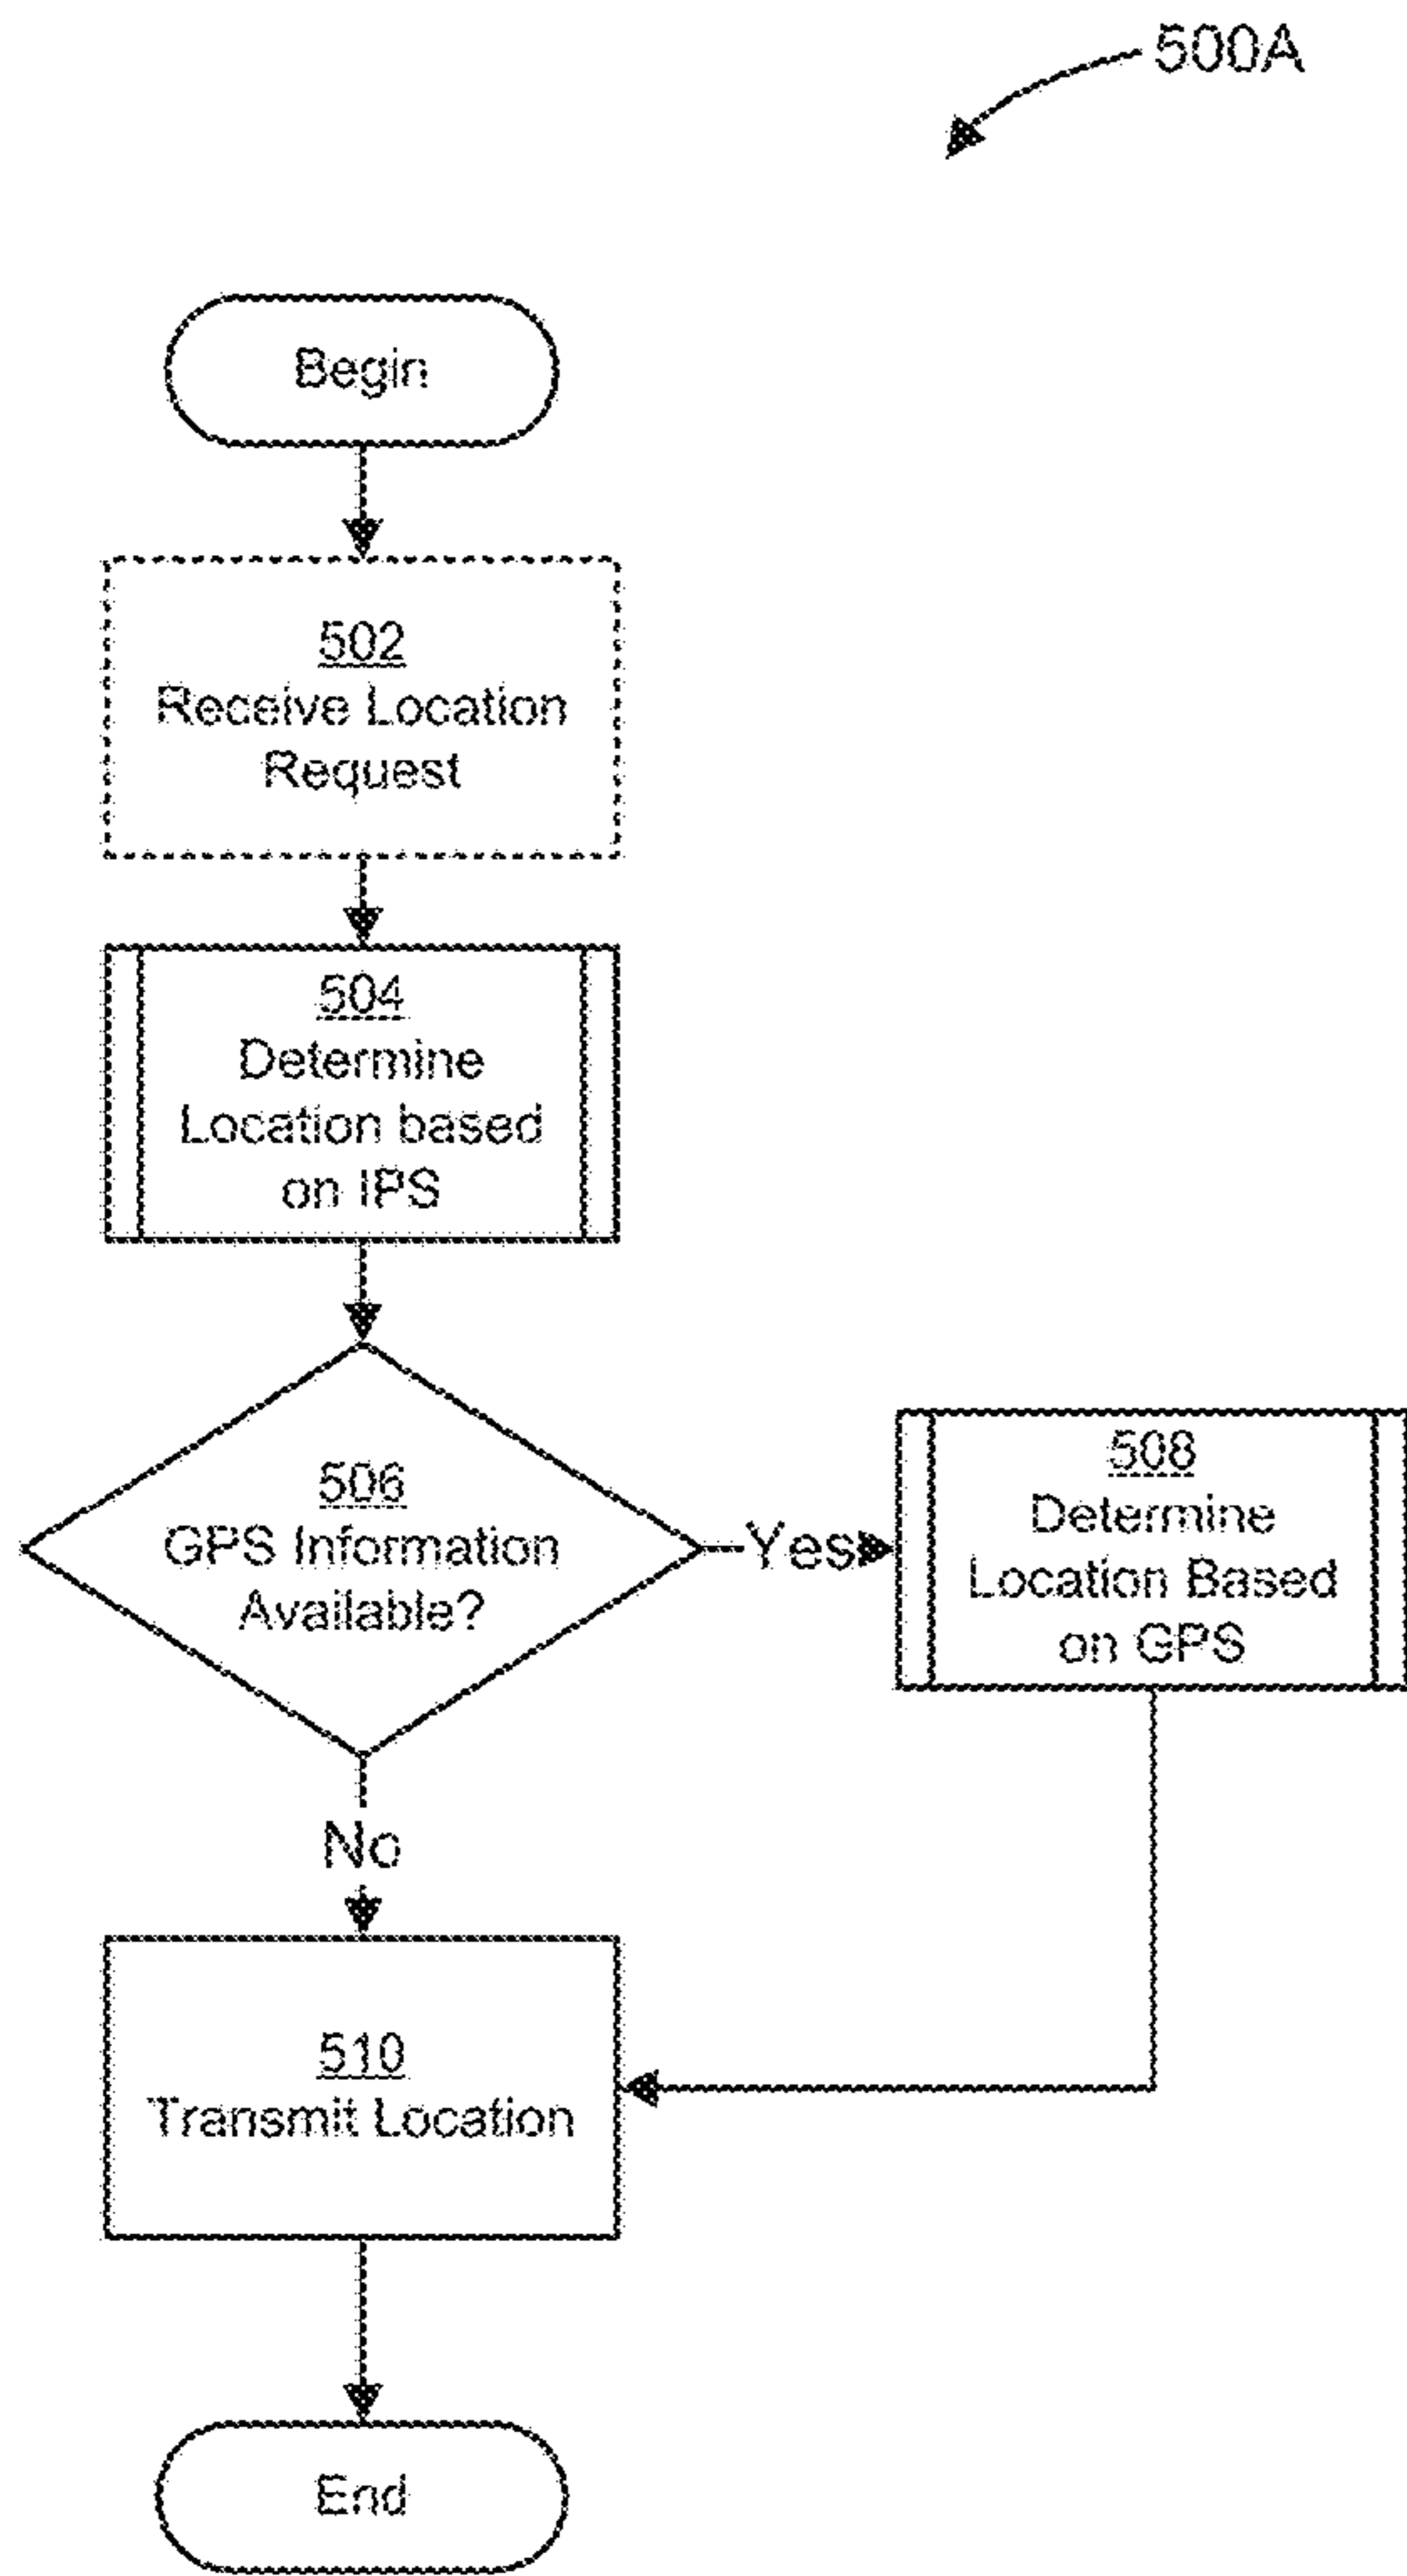 500A
Begin
502
Receive Location
Request
504
Determine
Location based
on IPS
506
GPS Information
Available?
Yes
508
Determine
Location Based
on GPS
No
510
Transmit Location
End